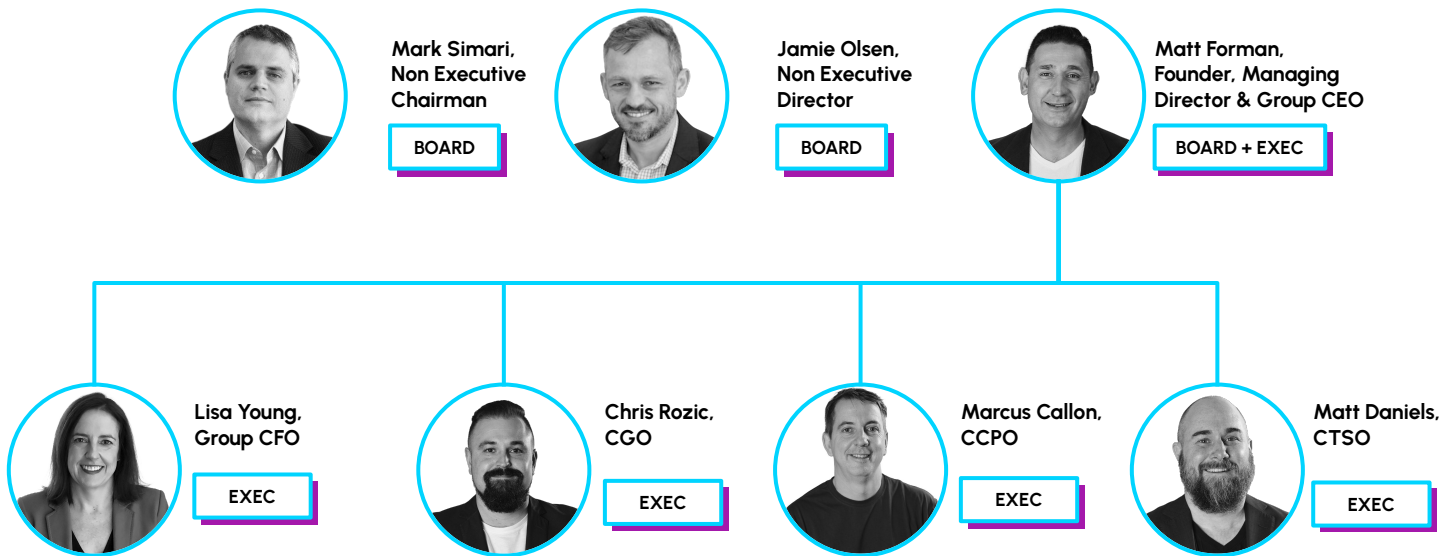 Mark Simari,
Non Executive
Chairman
BOARD
Jamie Olsen,
Non Executive
Director
BOARD
Matt Forman,
Founder, Managing
Director & Group CEO
BOARD + EXEC
Lisa Young,
Group CFO
EXEC
Chris Rozic,
CGO
EXEC
Marcus Callon,
CCPO
EXEC
Matt Daniels,
CTSO
EXEC